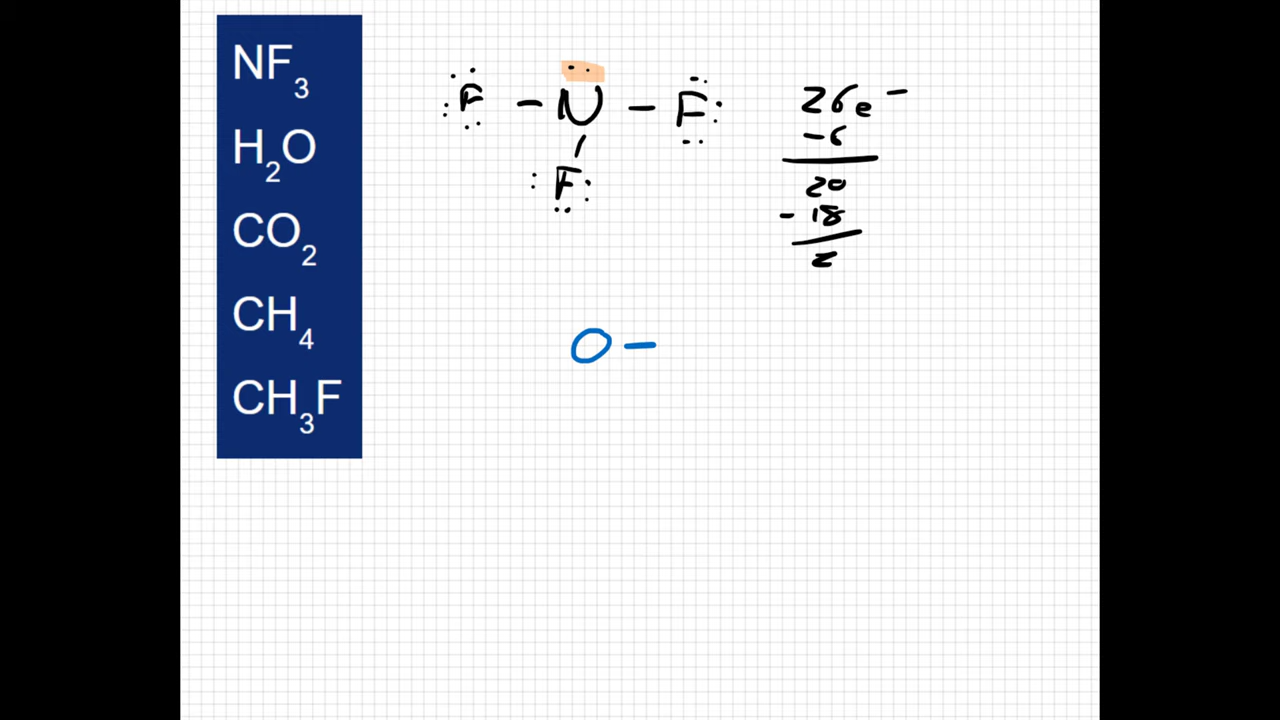 NF₃
H₂O
CO₂
CH₄
CH₃F
F - N - F
F
26e⁻
-6
20
- 18
2
O -